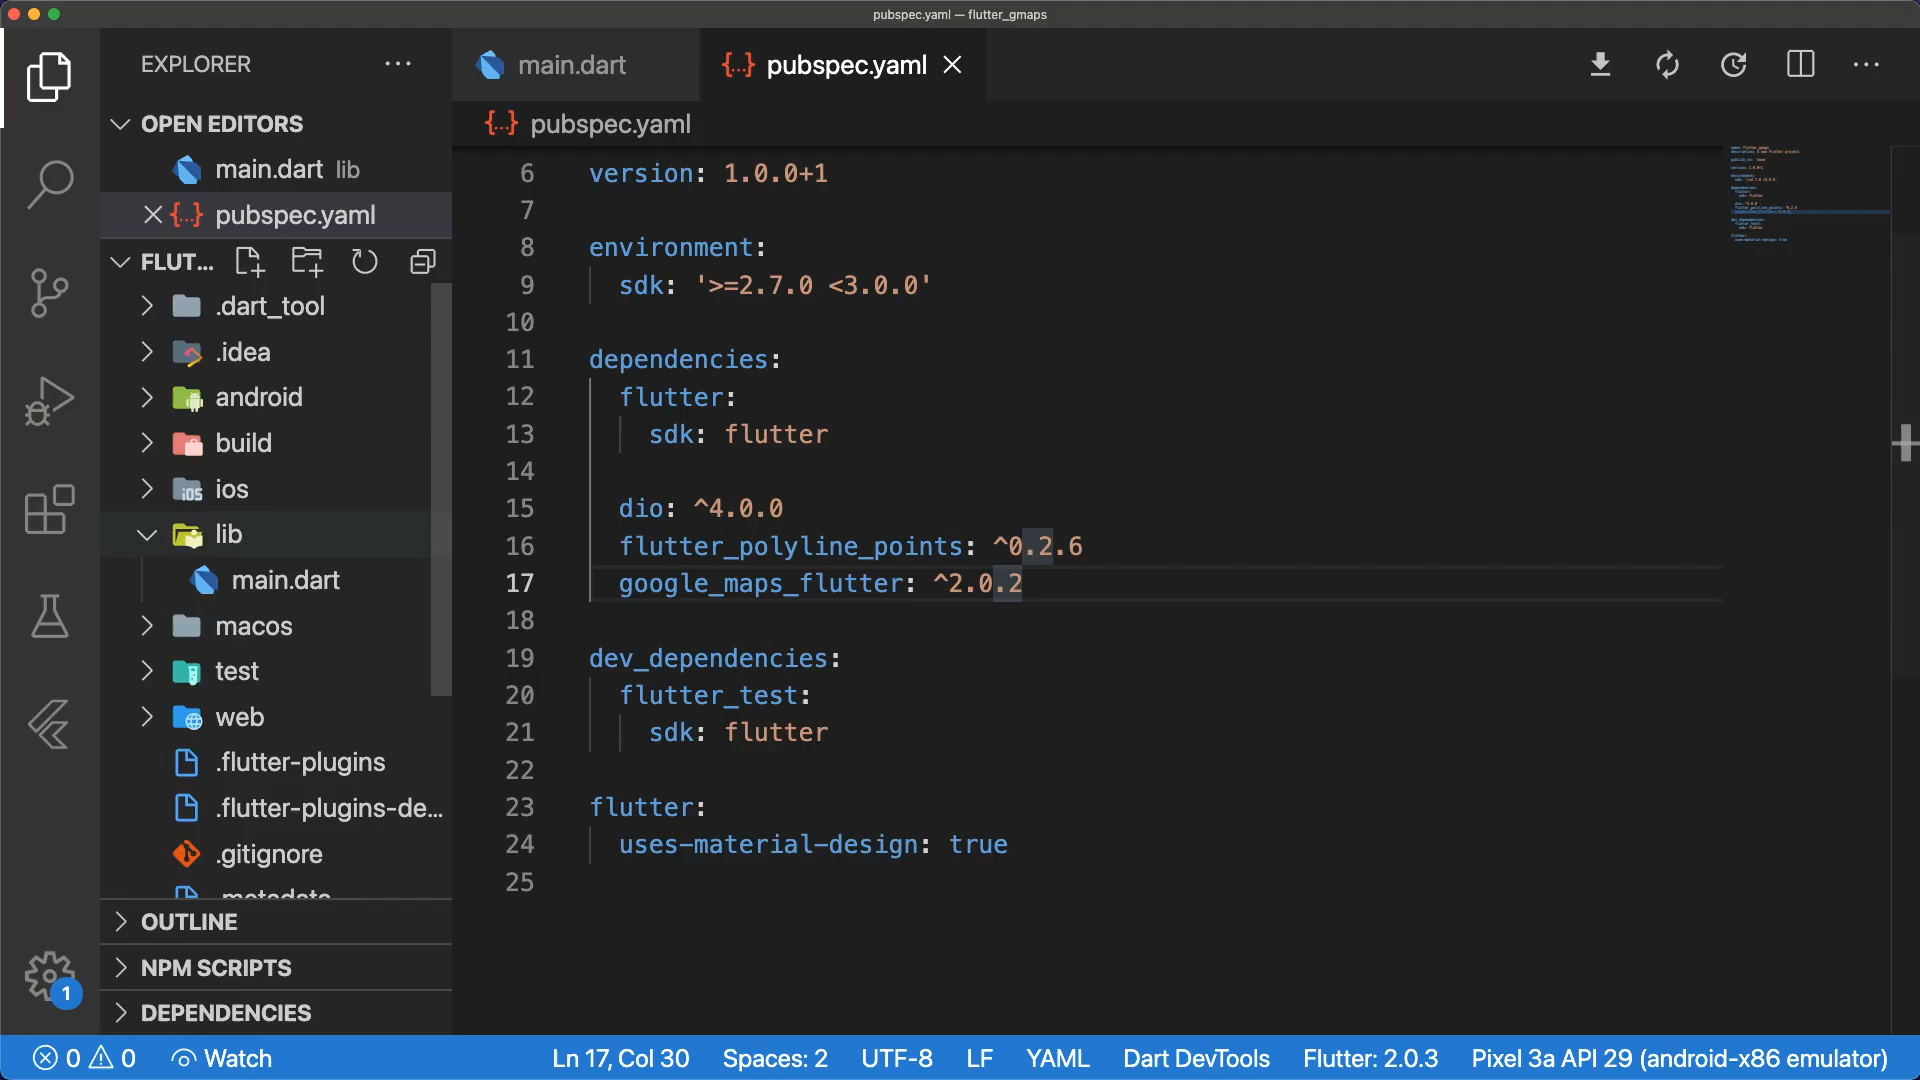 pubspec.yaml — flutter_gmaps
EXPLORER
main.dart
pubspec.yaml
OPEN EDITORS
main.dart lib
pubspec.yaml
FLUT...
.dart_tool
.idea
android
build
ios
lib
main.dart
macos
test
web
.flutter-plugins
.flutter-plugins-de...
.gitignore
.metadata
OUTLINE
NPM SCRIPTS
DEPENDENCIES
{...} pubspec.yaml
6 version: 1.0.0+1
7
8 environment:
9 sdk: '>=2.7.0 <3.0.0'
10
11 dependencies:
12 flutter:
13 sdk: flutter
14
15 dio: ^4.0.0
16 flutter_polyline_points: ^0.2.6
17 google_maps_flutter: ^2.0.2
18
19 dev_dependencies:
20 flutter_test:
21 sdk: flutter
22
23 flutter:
24 uses-material-design: true
25
1
0 0 Watch Ln 17, Col 30 Spaces: 2 UTF-8 LF YAML Dart DevTools Flutter: 2.0.3 Pixel 3a API 29 (android-x86 emulator)